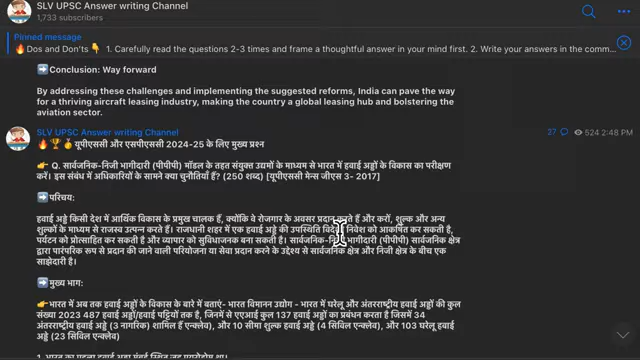 SLV UPSC Answer writing Channel
1,733 subscribers
Pinned message
🔥Dos and Don'ts👇 1. Carefully read the questions 2-3 times and frame a thoughtful answer in your mind first. 2. Write your answers in the comm...
➡️Conclusion: Way forward
By addressing these challenges and implementing the suggested reforms, India can pave the way
for a thriving aircraft leasing industry, making the country a global leasing hub and bolstering the
aviation sector.
SLV UPSC Answer writing Channel
27 524 2:48 PM
🔥🏆🥇यूपीएससी और एसपीएससी 2024-25 के लिए मुख्य प्रश्न
👉 Q. सार्वजनिक-निजी भागीदारी (पीपीपी) मॉडल के तहत संयुक्त उद्यमों के माध्यम से भारत में हवाई अड्डों के विकास का परीक्षण
करें। इस संबंध में अधिकारियों के सामने क्या चुनौतियाँ हैं? (250 शब्द) [यूपीएससी मेन्स जीएस 3- 2017]
➡️परिचय:
हवाई अड्डे किसी देश में आर्थिक विकास के प्रमुख चालक हैं, क्योंकि वे रोजगार के अवसर प्रदान करते हैं और करों, शुल्क और अन्य
शुल्कों के माध्यम से राजस्व उत्पन्न करते हैं। राजधानी शहर में एक हवाई अड्डे की उपस्थिति विदेशी निवेश को आकर्षित कर सकती है,
पर्यटन को प्रोत्साहित कर सकती है और व्यापार को सुविधाजनक बना सकती है। सार्वजनिक-निजी भागीदारी (पीपीपी) सार्वजनिक क्षेत्र
द्वारा पारंपरिक रूप से प्रदान की जाने वाली परियोजना या सेवा प्रदान करने के उद्देश्य से सार्वजनिक क्षेत्र और निजी क्षेत्र के बीच एक
साझेदारी है।
➡️मुख्य भाग:
👉 भारत में अब तक हवाई अड्डों के विकास के बारे में बताएं- भारत विमानन उद्योग - भारत में घरेलू और अंतरराष्ट्रीय हवाई अड्डों की कुल
संख्या 2023 487 हवाई अड्डे/हवाई पट्टियों तक है, जिनमें से एएआई कुल 137 हवाई अड्डों का प्रबंधन करता है जिसमें 34
अंतरराष्ट्रीय हवाई अड्डे (3 नागरिक) शामिल हैं एन्क्लेव), और 10 सीमा शुल्क हवाई अड्डे (4 सिविल एन्क्लेव), और 103 घरेलू हवाई
अड्डे (23 सिविल एन्क्लेव)